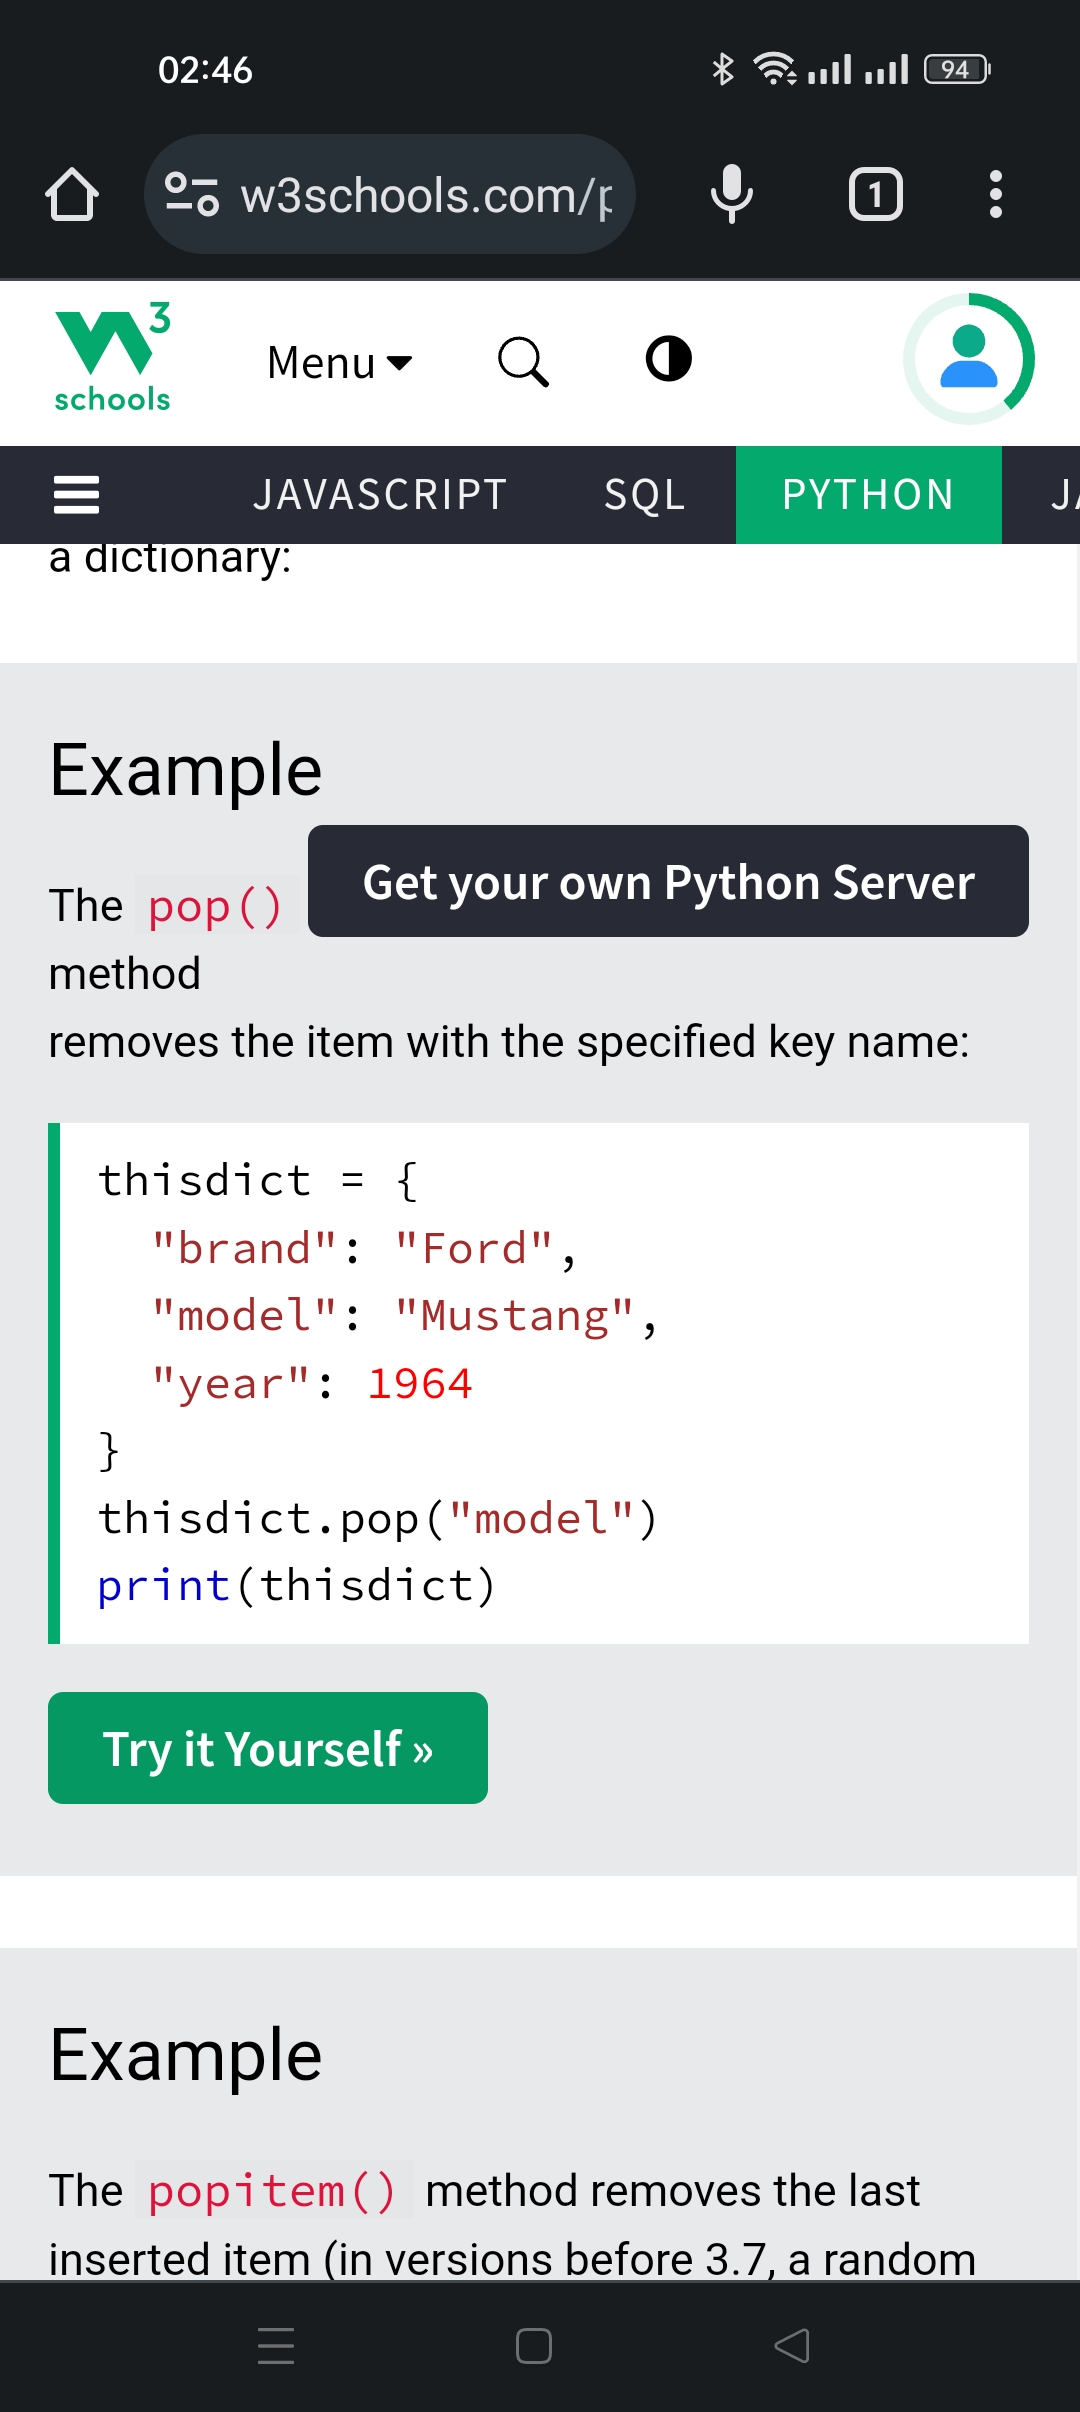 02:46
94
w3schools.com/p
1
W3
schools
Menu
JAVASCRIPT SQL PYTHON JA
a dictionary:
Example
Get your own Python Server
The pop()
method
removes the item with the specified key name:
thisdict = {
  "brand": "Ford",
  "model": "Mustang",
  "year": 1964
}
thisdict.pop("model")
print(thisdict)
Try it Yourself »
Example
The popitem() method removes the last
inserted item (in versions before 3.7, a random